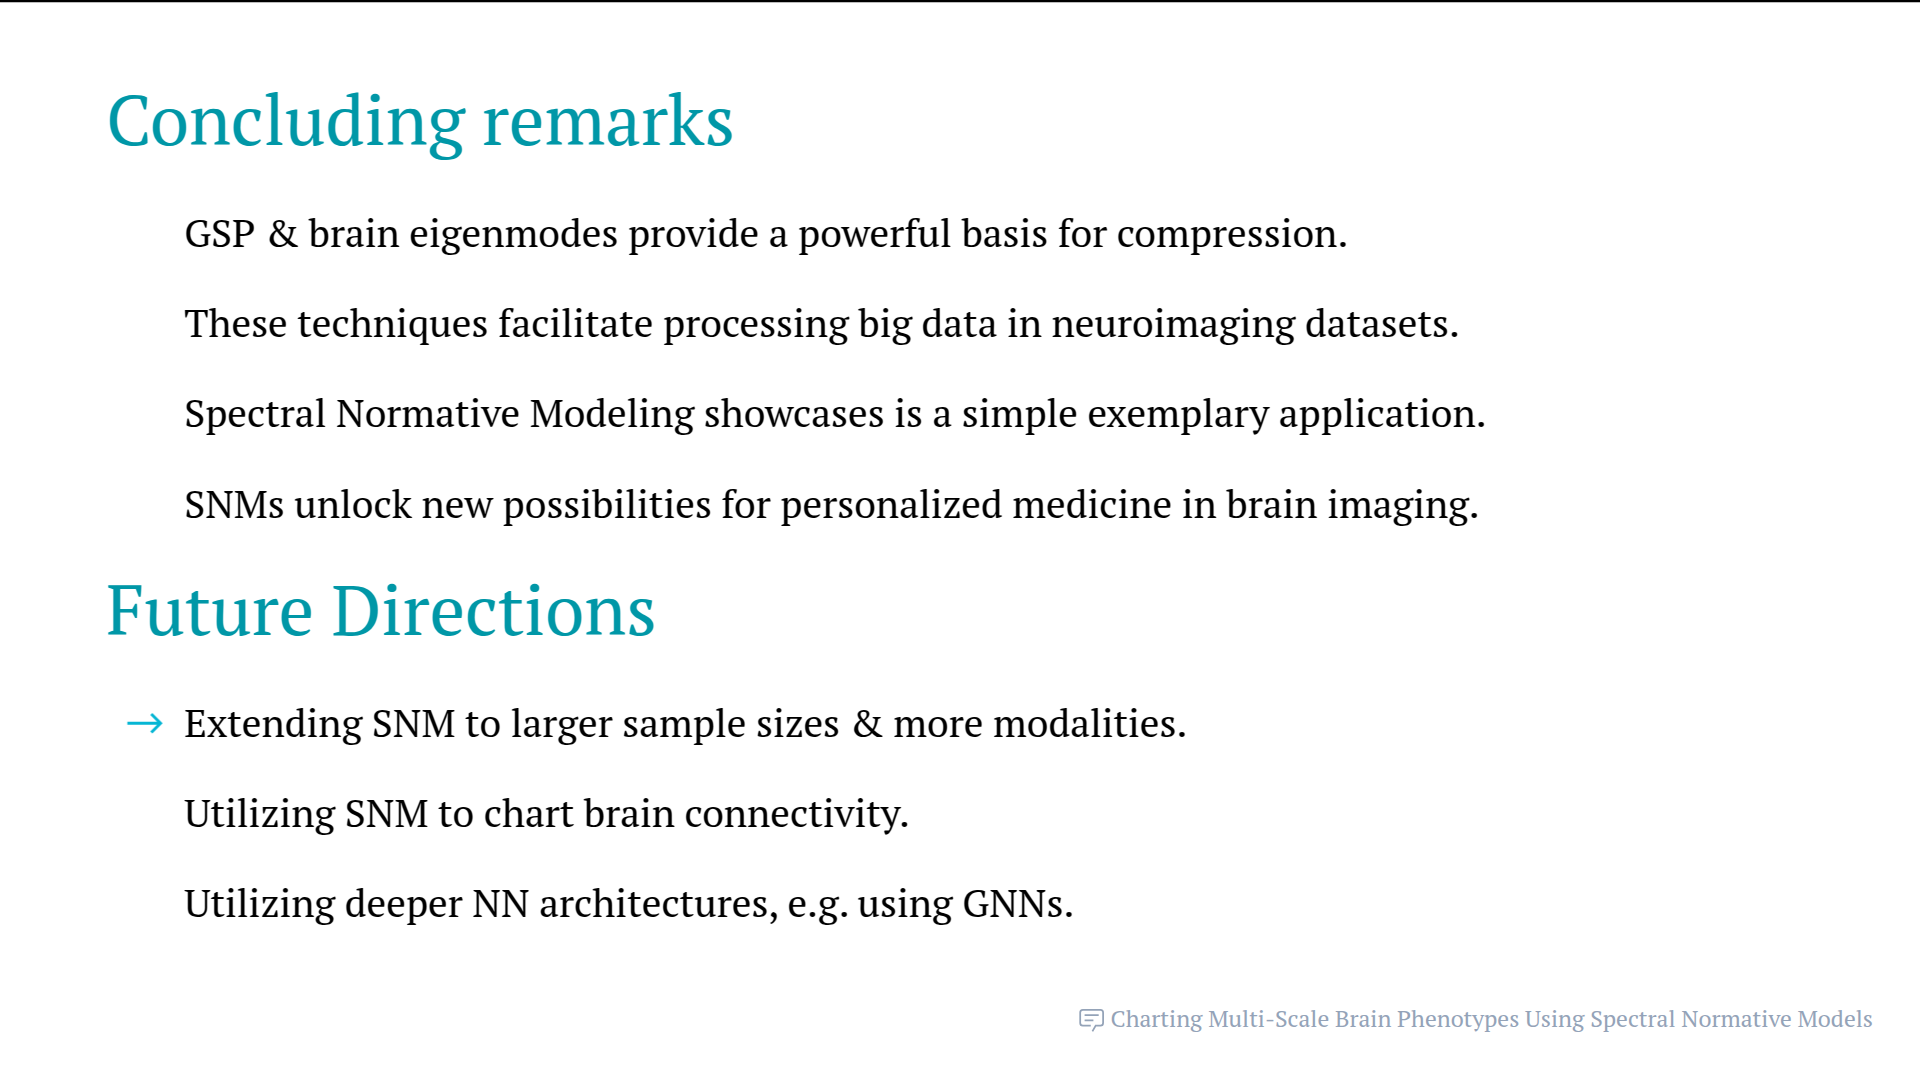 Concluding remarks
GSP & brain eigenmodes provide a powerful basis for compression.
These techniques facilitate processing big data in neuroimaging datasets.
Spectral Normative Modeling showcases is a simple exemplary application.
SNMs unlock new possibilities for personalized medicine in brain imaging.
Future Directions
→ Extending SNM to larger sample sizes & more modalities.
Utilizing SNM to chart brain connectivity.
Utilizing deeper NN architectures, e.g. using GNNs.
Charting Multi-Scale Brain Phenotypes Using Spectral Normative Models